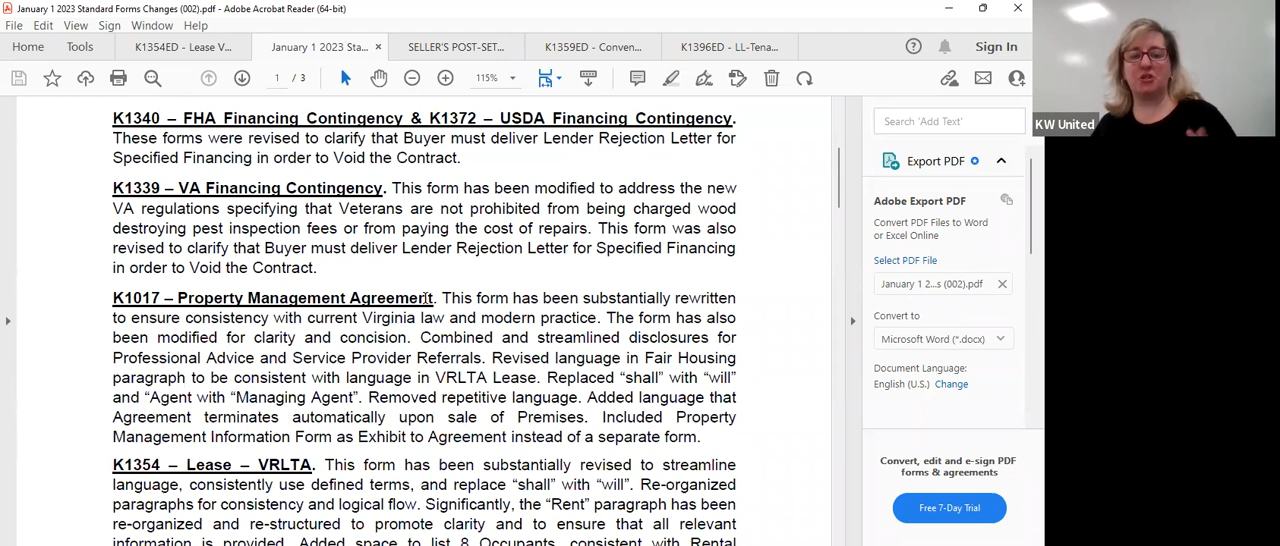 January 1 2023 Standard Forms Changes (002).pdf - Adobe Acrobat Reader (64-bit)
File Edit View Sign Window Help
Home Tools K1354ED - Lease V... January 1 2023 Sta... × SELLER'S POST-SET... K1359ED - Conven... K1396ED - LL-Tena... Sign In
1 / 3 115%
K1340 – FHA Financing Contingency & K1372 – USDA Financing Contingency.
These forms were revised to clarify that Buyer must deliver Lender Rejection Letter for
Specified Financing in order to Void the Contract.
K1339 – VA Financing Contingency. This form has been modified to address the new
VA regulations specifying that Veterans are not prohibited from being charged wood
destroying pest inspection fees or from paying the cost of repairs. This form was also
revised to clarify that Buyer must deliver Lender Rejection Letter for Specified Financing
in order to Void the Contract.
K1017 – Property Management Agreement. This form has been substantially rewritten
to ensure consistency with current Virginia law and modern practice. The form has also
been modified for clarity and concision. Combined and streamlined disclosures for
Professional Advice and Service Provider Referrals. Revised language in Fair Housing
paragraph to be consistent with language in VRLTA Lease. Replaced “shall” with “will”
and “Agent with “Managing Agent”. Removed repetitive language. Added language that
Agreement terminates automatically upon sale of Premises. Included Property
Management Information Form as Exhibit to Agreement instead of a separate form.
K1354 – Lease – VRLTA. This form has been substantially revised to streamline
language, consistently use defined terms, and replace “shall” with “will”. Re-organized
paragraphs for consistency and logical flow. Significantly, the “Rent” paragraph has been
re-organized and re-structured to promote clarity and to ensure that all relevant
information is provided. Added space to list 8 Occupants, consistent with Rental
Search 'Add Text'
Export PDF
Adobe Export PDF
Convert PDF Files to Word
or Excel Online
Select PDF File
January 1 2...s (002).pdf
Convert to
Microsoft Word (*.docx)
Document Language:
English (U.S.) Change
Convert, edit and e-sign PDF
forms & agreements
Free 7-Day Trial
KW United